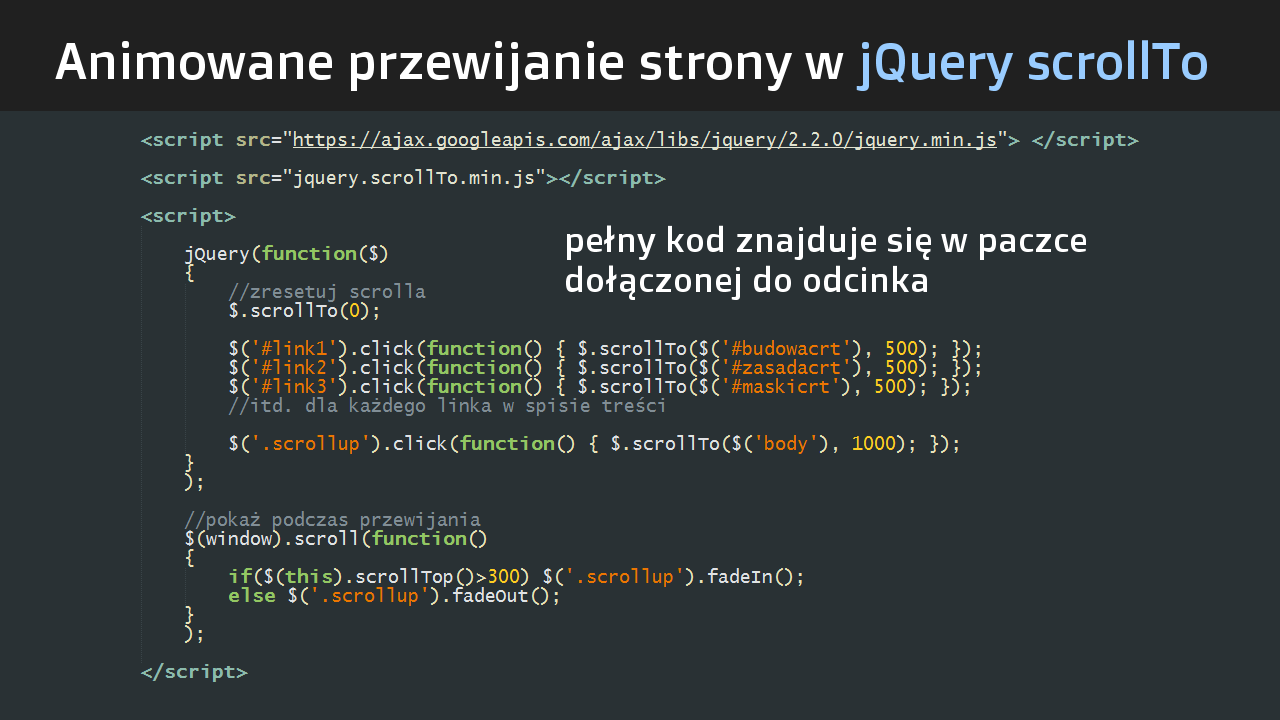 Animowane przewijanie strony w jQuery scrollTo
<script src="https://ajax.googleapis.com/ajax/libs/jquery/2.2.0/jquery.min.js"> </script>
<script src="jquery.scrollTo.min.js"></script>
<script>
jQuery(function($)
{
//zresetuj scrolla
$.scrollTo(0);
pełny kod znajduje się w paczce
dołączonej do odcinka
$('#link1').click(function() { $.scrollTo($('#budowacrt'), 500); });
$('#link2').click(function() { $.scrollTo($('#zasadacrt'), 500); });
$('#link3').click(function() { $.scrollTo($('#maskicrt'), 500); });
//itd. dla każdego linka w spisie treści
$('.scrollup').click(function() { $.scrollTo($('body'), 1000); });
}
);
//pokaż podczas przewijania
$(window).scroll(function()
{
if($(this).scrollTop()>300) $('.scrollup').fadeIn();
else $('.scrollup').fadeOut();
}
);
</script>